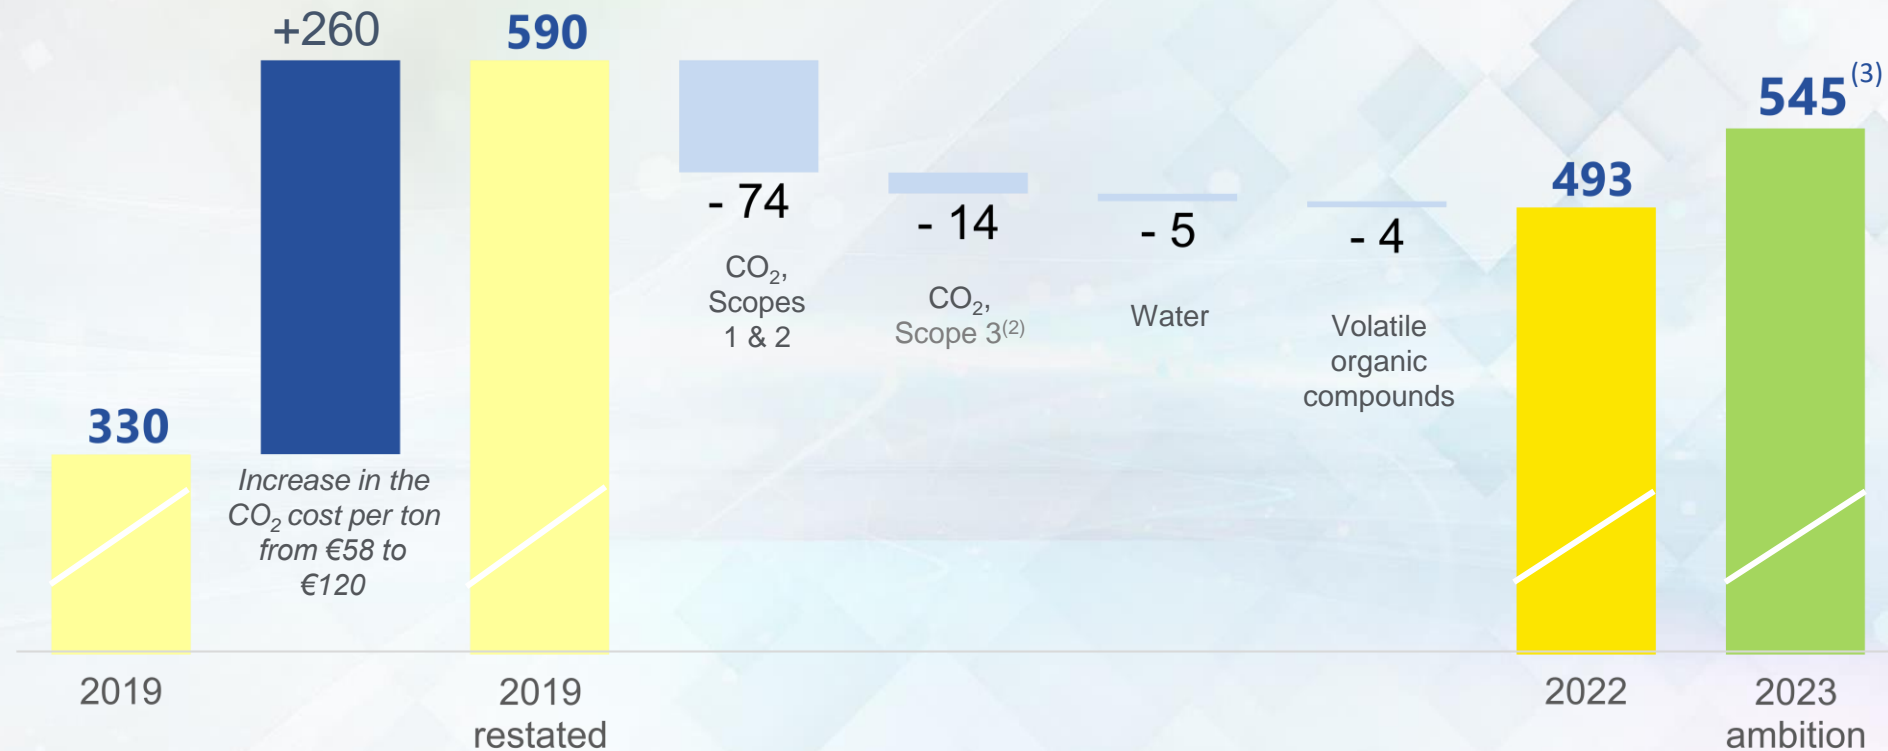 +260
590
545(3)
493
330
- 74
- 14
- 5
- 4
CO₂,
Scopes
1 & 2
CO₂,
Scope 3(2)
Water
Volatile
organic
compounds
Increase in the
CO₂ cost per ton
from €58 to
€120
2019
2019
restated
2022
2023
ambition